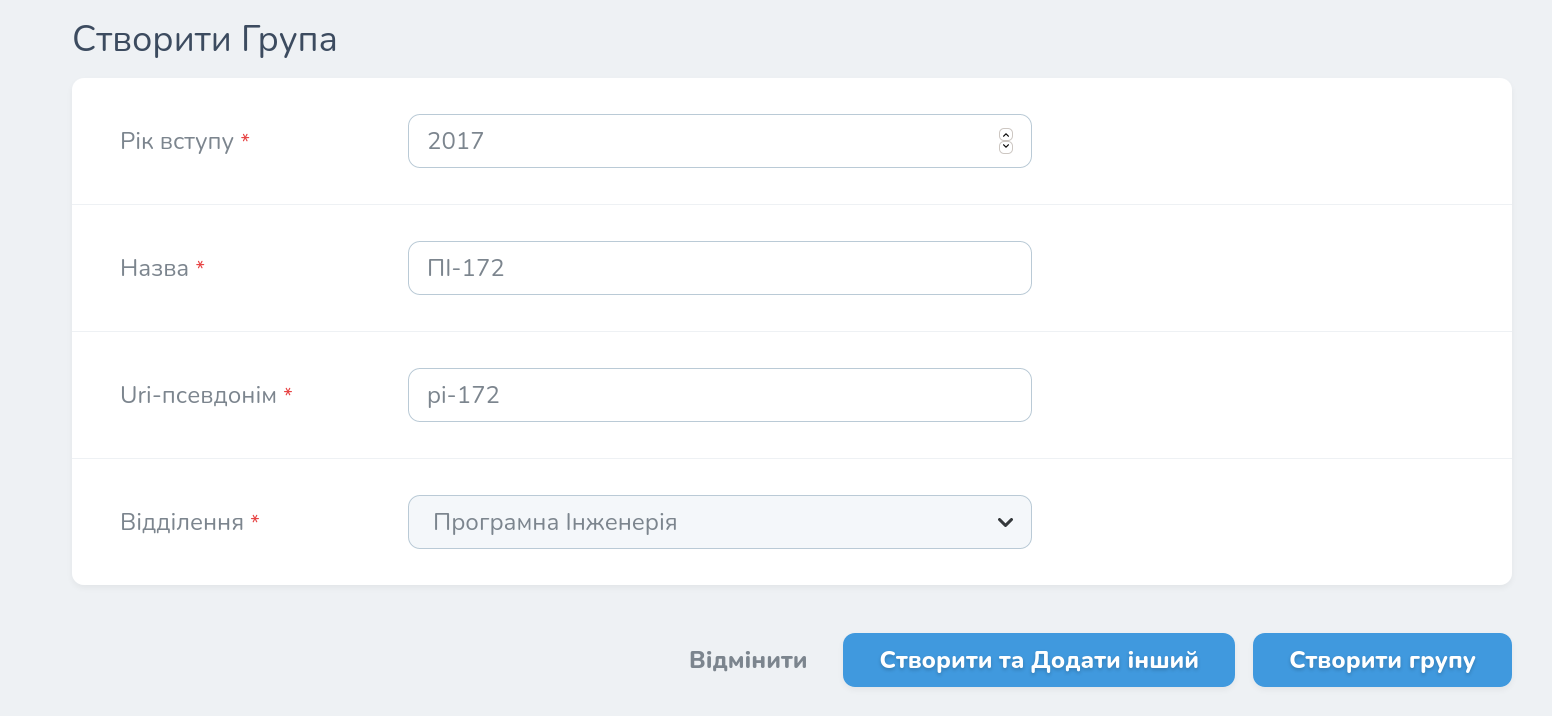 Створити Група
Рік вступу *
2017
Назва *
ПІ-172
Uri-псевдонім *
pi-172
Відділення *
Програмна Інженерія
Відмінити
Створити та Додати інший
Створити групу